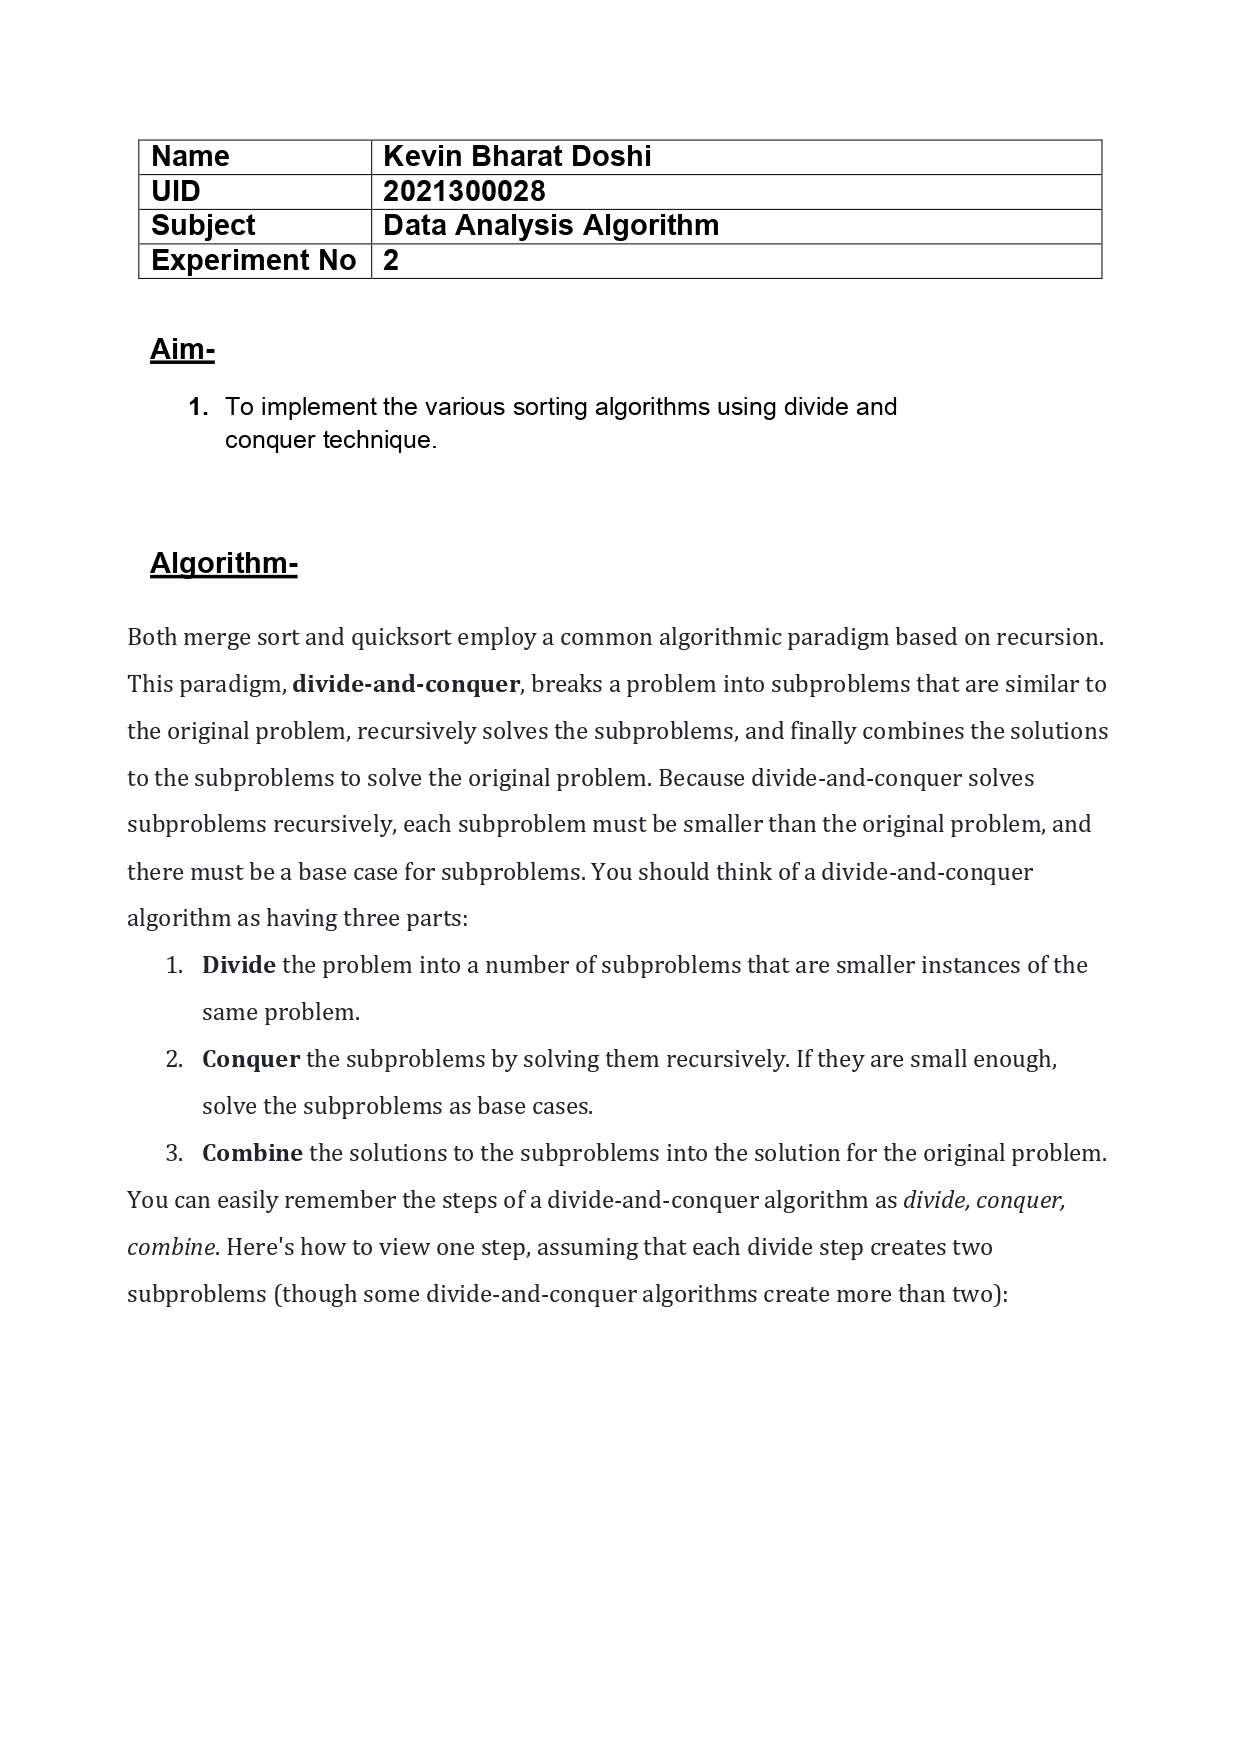 Name Kevin Bharat Doshi
UID 2021300028
Subject Data Analysis Algorithm
Experiment No 2
Aim-
1. To implement the various sorting algorithms using divide and
conquer technique.
Algorithm-
Both merge sort and quicksort employ a common algorithmic paradigm based on recursion.
This paradigm, divide-and-conquer, breaks a problem into subproblems that are similar to
the original problem, recursively solves the subproblems, and finally combines the solutions
to the subproblems to solve the original problem. Because divide-and-conquer solves
subproblems recursively, each subproblem must be smaller than the original problem, and
there must be a base case for subproblems. You should think of a divide-and-conquer
algorithm as having three parts:
1. Divide the problem into a number of subproblems that are smaller instances of the
same problem.
2. Conquer the subproblems by solving them recursively. If they are small enough,
solve the subproblems as base cases.
3. Combine the solutions to the subproblems into the solution for the original problem.
You can easily remember the steps of a divide-and-conquer algorithm as divide, conquer,
combine. Here's how to view one step, assuming that each divide step creates two
subproblems (though some divide-and-conquer algorithms create more than two):